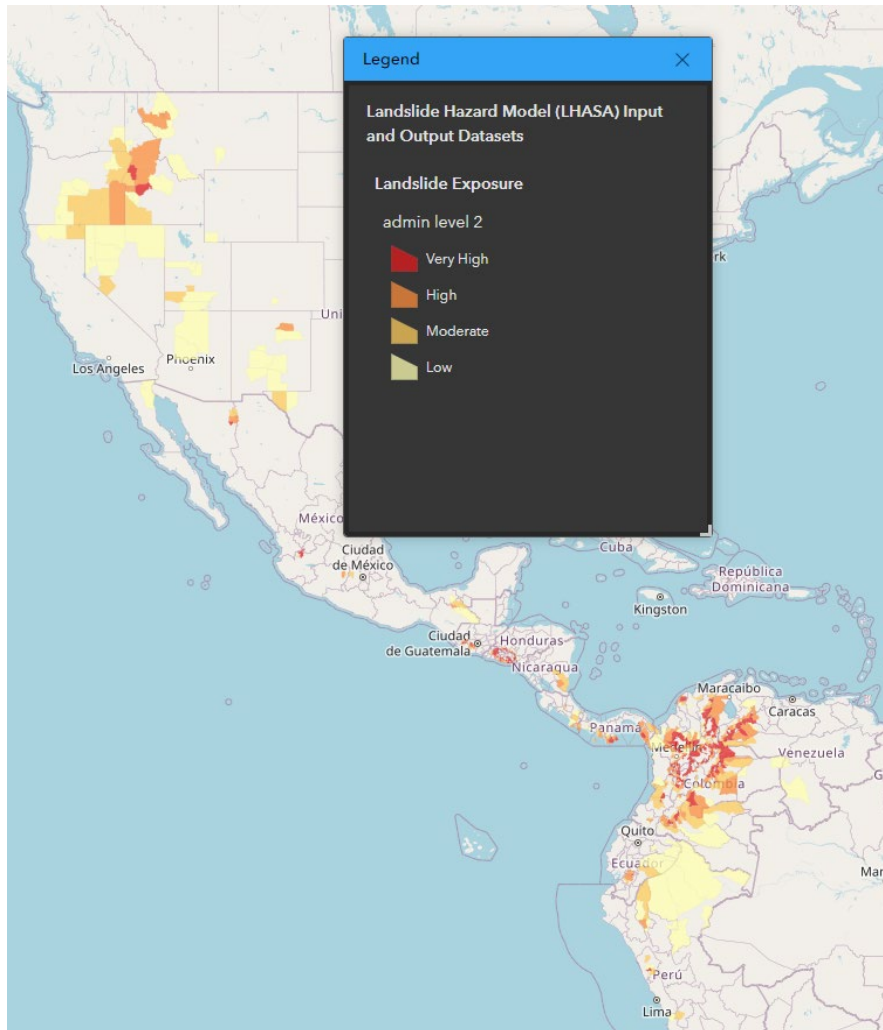 Legend
Landslide Hazard Model (LHASA) Input
and Output Datasets
Landslide Exposure
admin level 2
Very High
High
Moderate
Low
rk
Uni
Los Angeles
Phoenix
México
Ciudad
de México
Cuba
República
Dominicana
Kingston
Ciudad
de Guatemala
Honduras
Nicaragua
Maracaibo
Caracas
Panamá
Medellín
Venezuela
G
Colombia
Quito
Ecuador
Mar
Perú
Lima